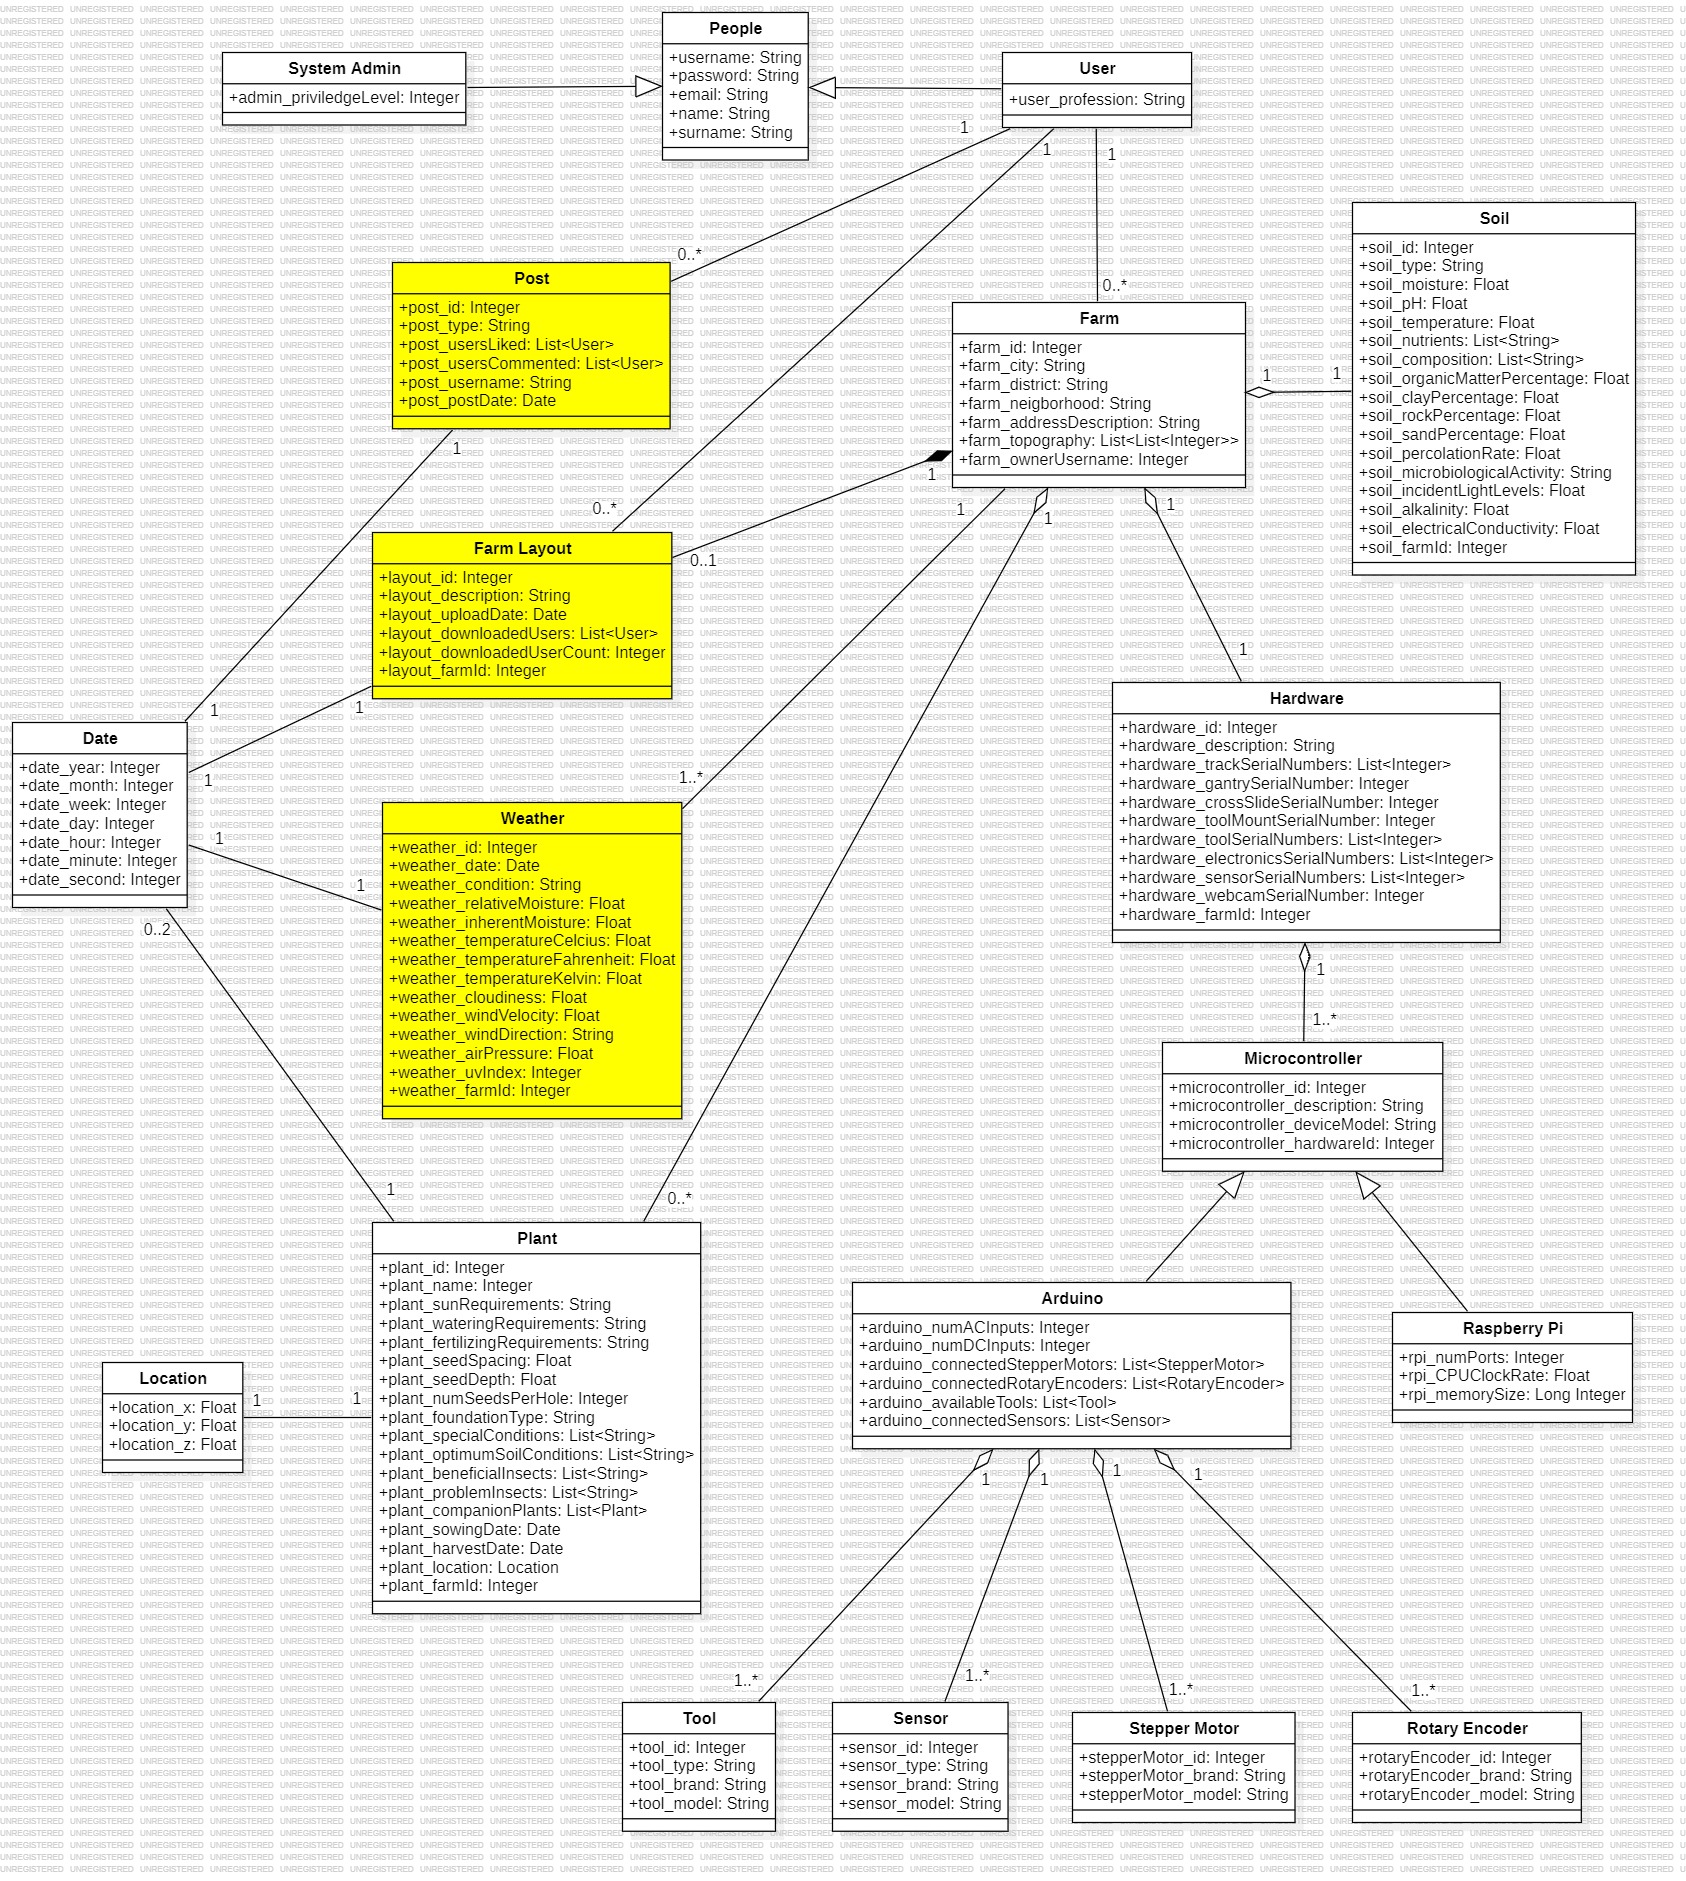 People
+username: String
+password: String
+email: String
+name: String
+surname: String
System Admin
+admin_priviledgeLevel: Integer
User
+user_profession: String
1
1
1
0..*
0..*
0..*
Post
+post_id: Integer
+post_type: String
+post_usersLiked: List<User>
+post_usersCommented: List<User>
+post_username: String
+post_postDate: Date
1
1
Farm
+farm_id: Integer
+farm_city: String
+farm_district: String
+farm_neigborhood: String
+farm_addressDescription: String
+farm_topography: List<List<Integer>>
+farm_ownerUsername: Integer
1
1
1
0..1
1
1..*
1
0..*
1
1
Soil
+soil_id: Integer
+soil_type: String
+soil_moisture: Float
+soil_pH: Float
+soil_temperature: Float
+soil_nutrients: List<String>
+soil_composition: List<String>
+soil_organicMatterPercentage: Float
+soil_clayPercentage: Float
+soil_rockPercentage: Float
+soil_sandPercentage: Float
+soil_percolationRate: Float
+soil_microbiologicalActivity: String
+soil_incidentLightLevels: Float
+soil_alkalinity: Float
+soil_electricalConductivity: Float
+soil_farmId: Integer
Farm Layout
+layout_id: Integer
+layout_description: String
+layout_uploadDate: Date
+layout_downloadedUsers: List<User>
+layout_downloadedUserCount: Integer
+layout_farmId: Integer
1
1
Date
+date_year: Integer
+date_month: Integer
+date_week: Integer
+date_day: Integer
+date_hour: Integer
+date_minute: Integer
+date_second: Integer
1
1
0..2
1
Weather
+weather_id: Integer
+weather_date: Date
+weather_condition: String
+weather_relativeMoisture: Float
+weather_inherentMoisture: Float
+weather_temperatureCelcius: Float
+weather_temperatureFahrenheit: Float
+weather_temperatureKelvin: Float
+weather_cloudiness: Float
+weather_windVelocity: Float
+weather_windDirection: String
+weather_airPressure: Float
+weather_uvIndex: Integer
+weather_farmId: Integer
Hardware
+hardware_id: Integer
+hardware_description: String
+hardware_trackSerialNumbers: List<Integer>
+hardware_gantrySerialNumber: Integer
+hardware_crossSlideSerialNumber: Integer
+hardware_toolMountSerialNumber: Integer
+hardware_toolSerialNumbers: List<Integer>
+hardware_electronicsSerialNumbers: List<Integer>
+hardware_sensorSerialNumbers: List<Integer>
+hardware_webcamSerialNumber: Integer
+hardware_farmId: Integer
1
1..*
Microcontroller
+microcontroller_id: Integer
+microcontroller_description: String
+microcontroller_deviceModel: String
+microcontroller_hardwareId: Integer
Plant
+plant_id: Integer
+plant_name: Integer
+plant_sunRequirements: String
+plant_wateringRequirements: String
+plant_fertilizingRequirements: String
+plant_seedSpacing: Float
+plant_seedDepth: Float
+plant_numSeedsPerHole: Integer
+plant_foundationType: String
+plant_specialConditions: List<String>
+plant_optimumSoilConditions: List<String>
+plant_beneficialInsects: List<String>
+plant_problemInsects: List<String>
+plant_companionPlants: List<Plant>
+plant_sowingDate: Date
+plant_harvestDate: Date
+plant_location: Location
+plant_farmId: Integer
Location
+location_x: Float
+location_y: Float
+location_z: Float
1
1
Arduino
+arduino_numACInputs: Integer
+arduino_numDCInputs: Integer
+arduino_connectedStepperMotors: List<StepperMotor>
+arduino_connectedRotaryEncoders: List<RotaryEncoder>
+arduino_availableTools: List<Tool>
+arduino_connectedSensors: List<Sensor>
Raspberry Pi
+rpi_numPorts: Integer
+rpi_CPUClockRate: Float
+rpi_memorySize: Long Integer
1
1
1
1
1..*
1..*
1..*
1..*
Tool
+tool_id: Integer
+tool_type: String
+tool_brand: String
+tool_model: String
Sensor
+sensor_id: Integer
+sensor_type: String
+sensor_brand: String
+sensor_model: String
Stepper Motor
+stepperMotor_id: Integer
+stepperMotor_brand: String
+stepperMotor_model: String
Rotary Encoder
+rotaryEncoder_id: Integer
+rotaryEncoder_brand: String
+rotaryEncoder_model: String
UNREGISTERED